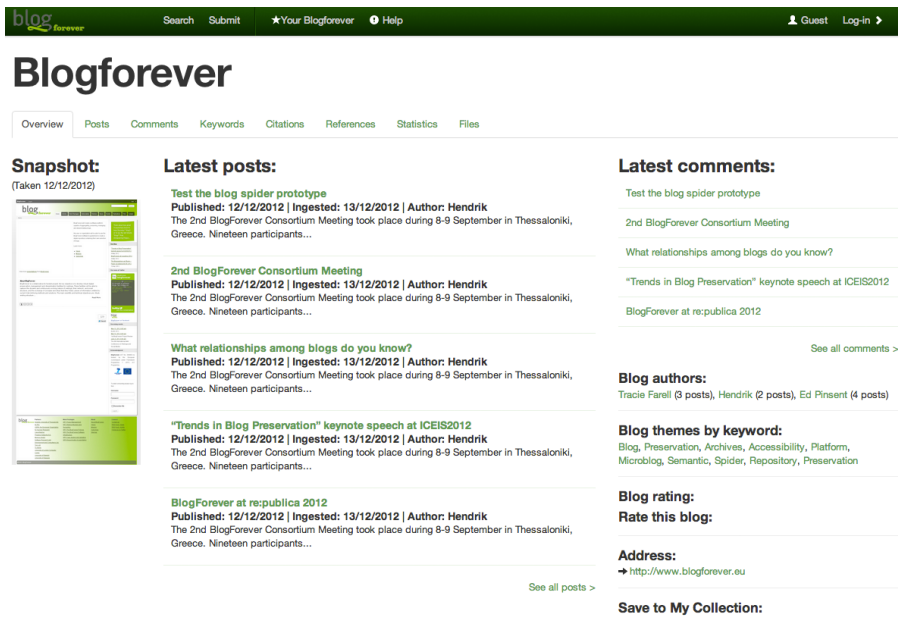 blog forever Search Submit ★Your Blogforever Help Guest Log-in
Blogforever
Overview Posts Comments Keywords Citations References Statistics Files
Snapshot:
(Taken 12/12/2012)
blog
Latest posts:
Test the blog spider prototype
Published: 12/12/2012 | Ingested: 13/12/2012 | Author: Hendrik
The 2nd BlogForever Consortium Meeting took place during 8-9 September in Thessaloniki,
Greece. Nineteen participants...
2nd BlogForever Consortium Meeting
Published: 12/12/2012 | Ingested: 13/12/2012 | Author: Hendrik
The 2nd BlogForever Consortium Meeting took place during 8-9 September in Thessaloniki,
Greece. Nineteen participants...
What relationships among blogs do you know?
Published: 12/12/2012 | Ingested: 13/12/2012 | Author: Hendrik
The 2nd BlogForever Consortium Meeting took place during 8-9 September in Thessaloniki,
Greece. Nineteen participants...
“Trends in Blog Preservation” keynote speech at ICEIS2012
Published: 12/12/2012 | Ingested: 13/12/2012 | Author: Hendrik
The 2nd BlogForever Consortium Meeting took place during 8-9 September in Thessaloniki,
Greece. Nineteen participants...
BlogForever at re:publica 2012
Published: 12/12/2012 | Ingested: 13/12/2012 | Author: Hendrik
The 2nd BlogForever Consortium Meeting took place during 8-9 September in Thessaloniki,
Greece. Nineteen participants...
See all posts >
Latest comments:
Test the blog spider prototype
2nd BlogForever Consortium Meeting
What relationships among blogs do you know?
“Trends in Blog Preservation” keynote speech at ICEIS2012
BlogForever at re:publica 2012
See all comments >
Blog authors:
Tracie Farell (3 posts), Hendrik (2 posts), Ed Pinsent (4 posts)
Blog themes by keyword:
Blog, Preservation, Archives, Accessibility, Platform,
Microblog, Semantic, Spider, Repository, Preservation
Blog rating:
Rate this blog:
Address:
➔ http://www.blogforever.eu
Save to My Collection: